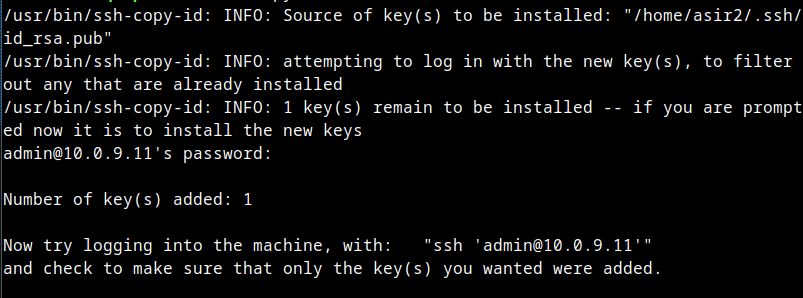 /usr/bin/ssh-copy-id: INFO: Source of key(s) to be installed: "/home/asir2/.ssh/
id_rsa.pub"
/usr/bin/ssh-copy-id: INFO: attempting to log in with the new key(s), to filter
out any that are already installed
/usr/bin/ssh-copy-id: INFO: 1 key(s) remain to be installed -- if you are prompt
ed now it is to install the new keys
admin@10.0.9.11's password:
Number of key(s) added: 1
Now try logging into the machine, with:   "ssh 'admin@10.0.9.11'"
and check to make sure that only the key(s) you wanted were added.